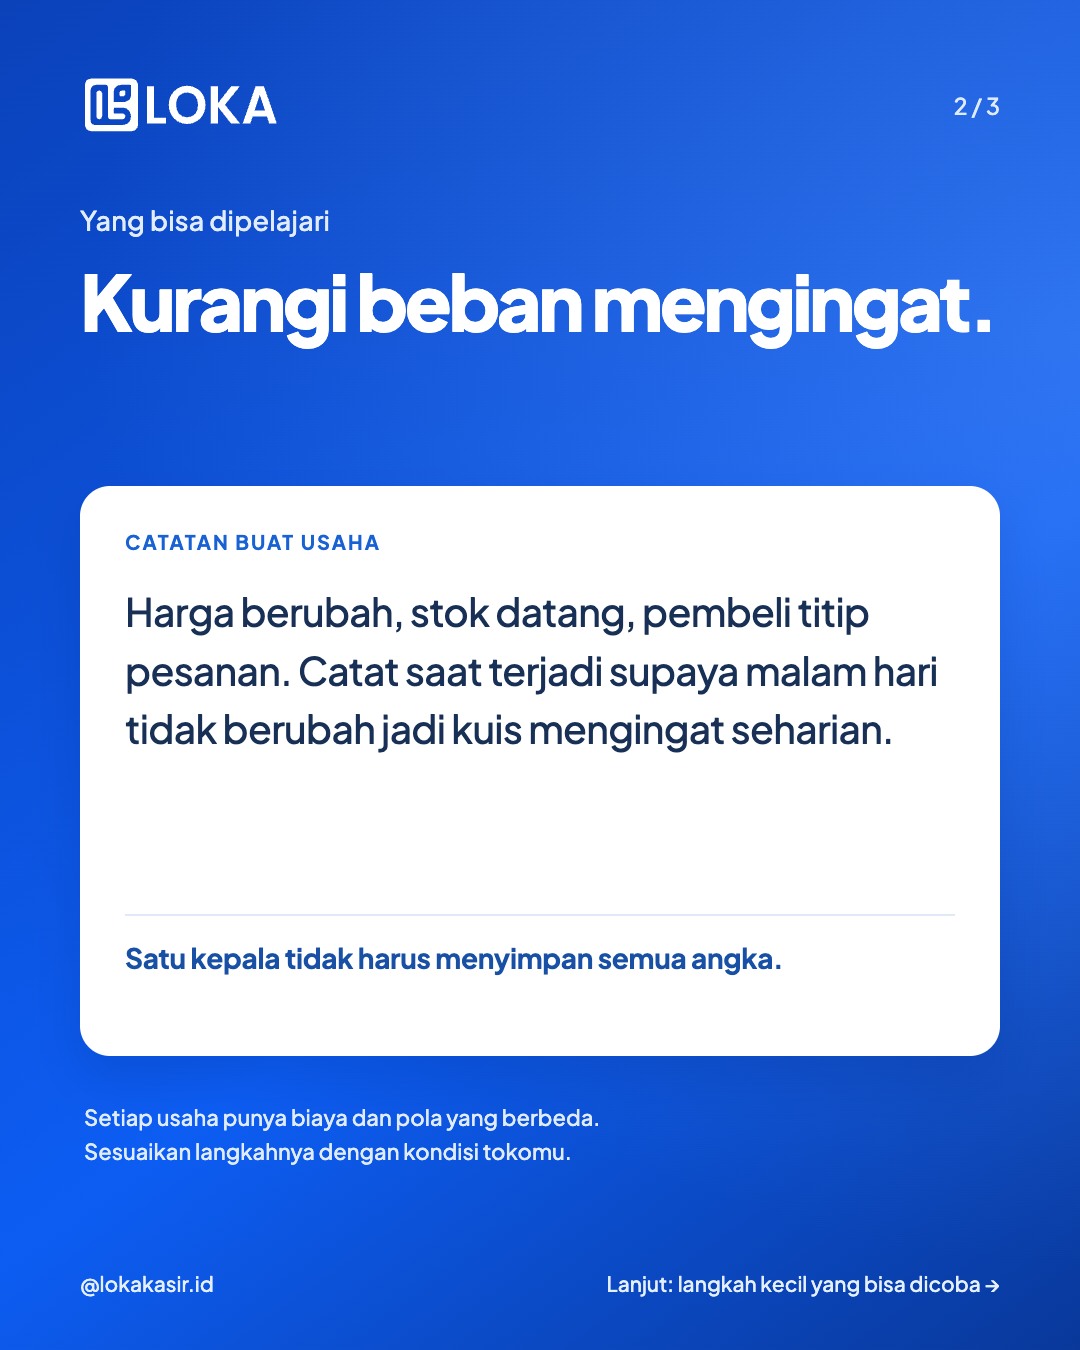 LOKA
2 / 3
Yang bisa dipelajari
Kurangi beban mengingat.
CATATAN BUAT USAHA
Harga berubah, stok datang, pembeli titip
pesanan. Catat saat terjadi supaya malam hari
tidak berubah jadi kuis mengingat seharian.
Satu kepala tidak harus menyimpan semua angka.
Setiap usaha punya biaya dan pola yang berbeda.
Sesuaikan langkahnya dengan kondisi tokomu.
@lokakasir.id
Lanjut: langkah kecil yang bisa dicoba →